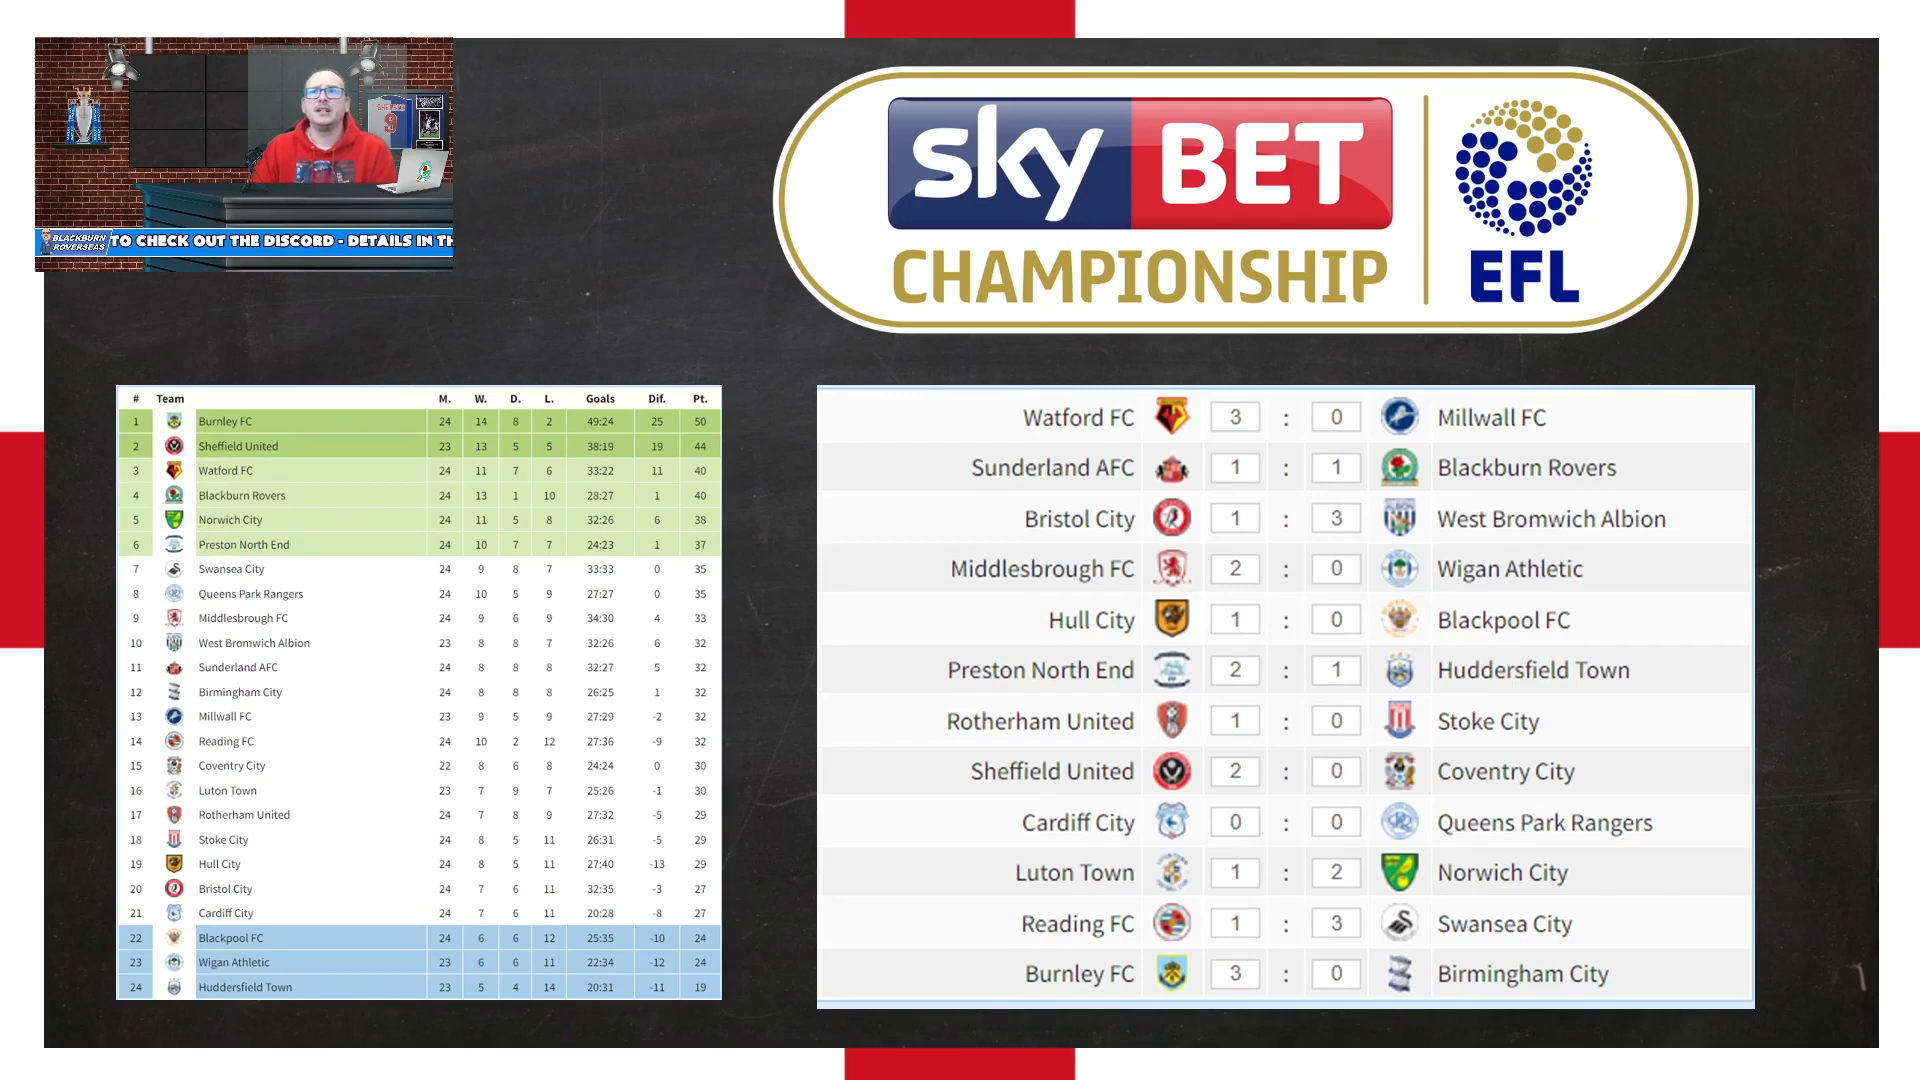 BLACKBURN
ROVERSEAS
TO CHECK OUT THE DISCORD - DETAILS IN TH
9
sky BET
CHAMPIONSHIP
EFL
# Team M. W. D. L. Goals Dif. Pt.
1 Burnley FC 24 14 8 2 49:24 25 50
2 Sheffield United 23 13 5 5 38:19 19 44
3 Watford FC 24 11 7 6 33:22 11 40
4 Blackburn Rovers 24 13 1 10 28:27 1 40
5 Norwich City 24 11 5 8 32:26 6 38
6 Preston North End 24 10 7 7 24:23 1 37
7 Swansea City 24 9 8 7 33:33 0 35
8 Queens Park Rangers 24 10 5 9 27:27 0 35
9 Middlesbrough FC 24 9 6 9 34:30 4 33
10 West Bromwich Albion 23 8 8 7 32:26 6 32
11 Sunderland AFC 24 8 8 8 32:27 5 32
12 Birmingham City 24 8 8 8 26:25 1 32
13 Millwall FC 23 9 5 9 27:29 -2 32
14 Reading FC 24 10 2 12 27:36 -9 32
15 Coventry City 22 8 6 8 24:24 0 30
16 Luton Town 23 7 9 7 25:26 -1 30
17 Rotherham United 24 7 8 9 27:32 -5 29
18 Stoke City 24 8 5 11 26:31 -5 29
19 Hull City 24 8 5 11 27:40 -13 29
20 Bristol City 24 7 6 11 32:35 -3 27
21 Cardiff City 24 7 6 11 20:28 -8 27
22 Blackpool FC 24 6 6 12 25:35 -10 24
23 Wigan Athletic 23 6 6 11 22:34 -12 24
24 Huddersfield Town 23 5 4 14 20:31 -11 19
Watford FC 3 : 0 Millwall FC
Sunderland AFC 1 : 1 Blackburn Rovers
Bristol City 1 : 3 West Bromwich Albion
Middlesbrough FC 2 : 0 Wigan Athletic
Hull City 1 : 0 Blackpool FC
Preston North End 2 : 1 Huddersfield Town
Rotherham United 1 : 0 Stoke City
Sheffield United 2 : 0 Coventry City
Cardiff City 0 : 0 Queens Park Rangers
Luton Town 1 : 2 Norwich City
Reading FC 1 : 3 Swansea City
Burnley FC 3 : 0 Birmingham City